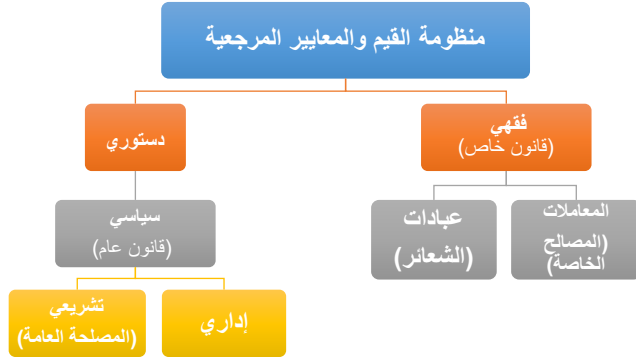 منظومة القيم والمعايير المرجعية
فقهي
(قانون خاص)
دستوري
المعاملات
(المصالح
الخاصة)
عبادات
(الشعائر)
سياسي
(قانون عام)
إداري
تشريعي
(المصلحة العامة)